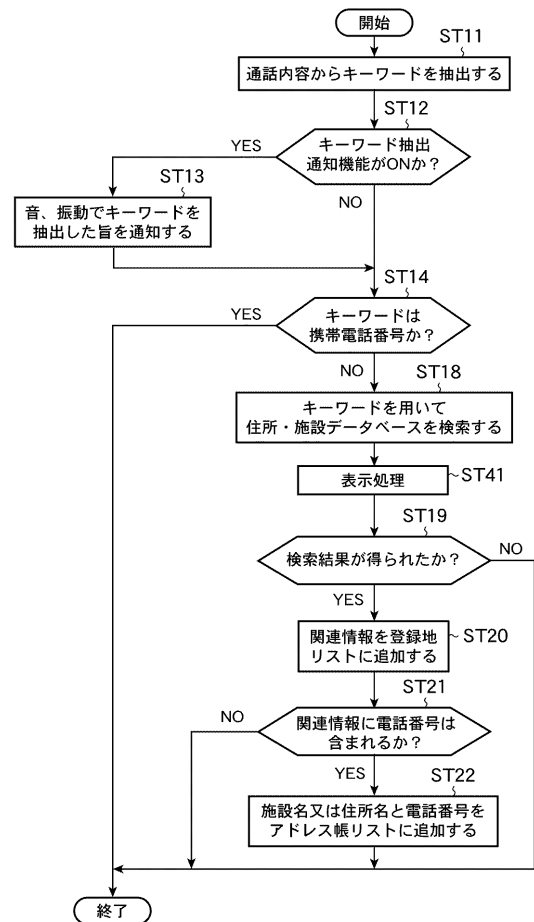 開始
ST11
通話内容からキーワードを抽出する
ST12
キーワード抽出
通知機能がONか？
YES
NO
ST13
音、振動でキーワードを
抽出した旨を通知する
ST14
キーワードは
携帯電話番号か？
YES
NO
ST18
キーワードを用いて
住所・施設データベースを検索する
表示処理
ST41
ST19
検索結果が得られたか？
NO
YES
関連情報を登録地
リストに追加する
ST20
ST21
関連情報に電話番号は
含まれるか？
NO
YES
ST22
施設名又は住所名と電話番号を
アドレス帳リストに追加する
終了